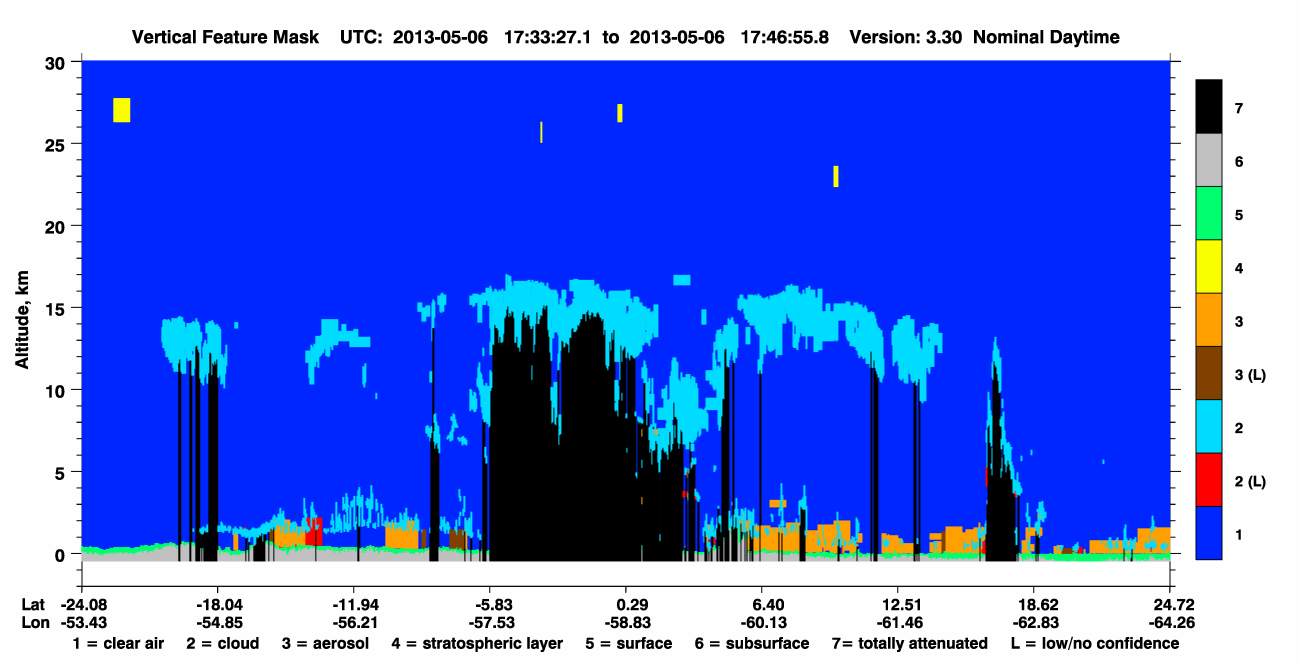 Vertical Feature Mask UTC: 2013-05-06 17:33:27.1 to 2013-05-06 17:46:55.8 Version: 3.30 Nominal Daytime
30
25
20
15
10
5
0
Altitude, km
7
6
5
4
3
3 (L)
2
2 (L)
1
Lat -24.08 -18.04 -11.94 -5.83 0.29 6.40 12.51 18.62 24.72
Lon -53.43 -54.85 -56.21 -57.53 -58.83 -60.13 -61.46 -62.83 -64.26
1 = clear air 2 = cloud 3 = aerosol 4 = stratospheric layer 5 = surface 6 = subsurface 7= totally attenuated L = low/no confidence